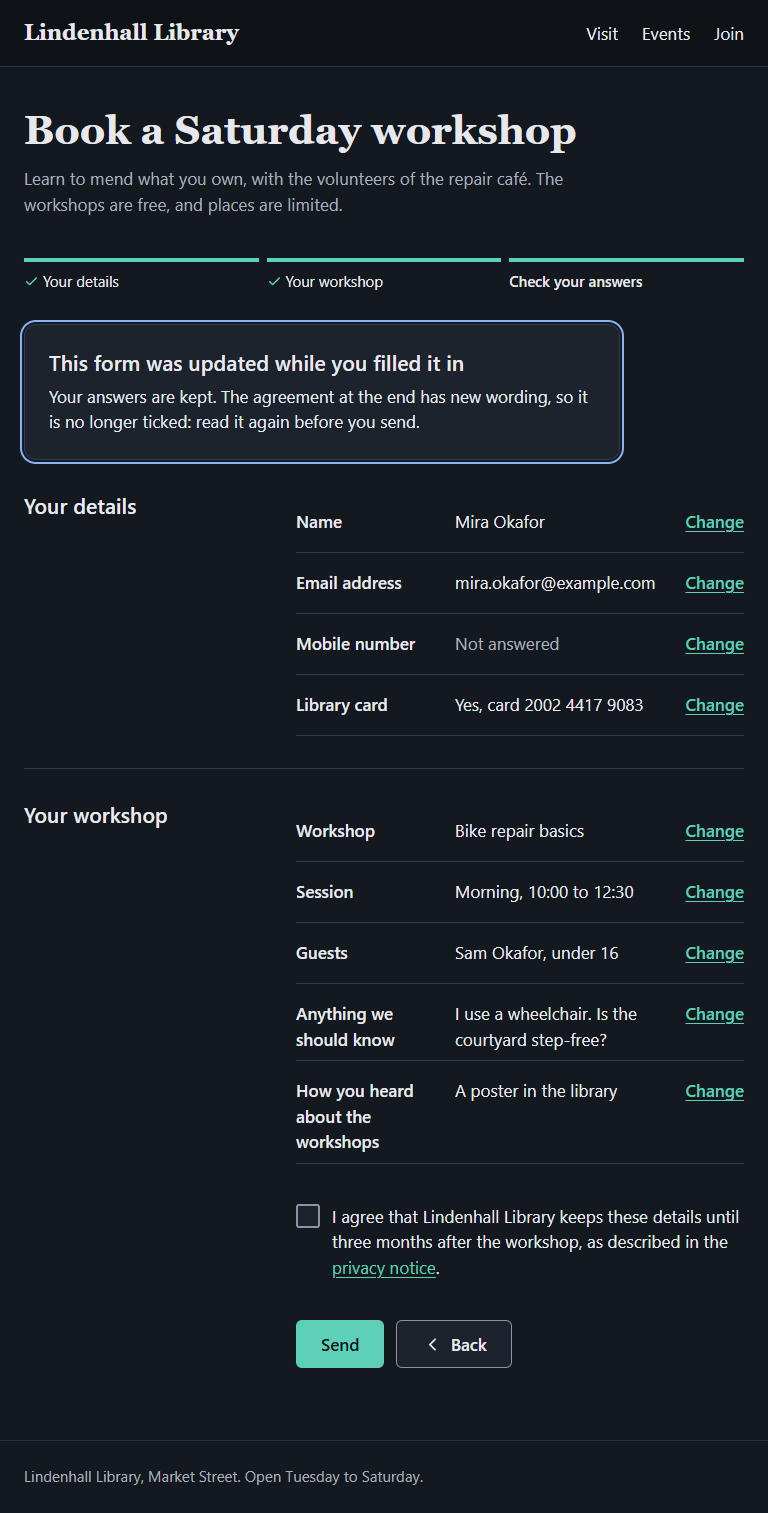 Lindenhall Library
Visit Events Join
Book a Saturday workshop
Learn to mend what you own, with the volunteers of the repair café. The
workshops are free, and places are limited.
Your details
Your workshop
Check your answers
This form was updated while you filled it in
Your answers are kept. The agreement at the end has new wording, so it
is no longer ticked: read it again before you send.
Your details
Name Mira Okafor Change
Email address mira.okafor@example.com Change
Mobile number Not answered Change
Library card Yes, card 2002 4417 9083 Change
Your workshop
Workshop Bike repair basics Change
Session Morning, 10:00 to 12:30 Change
Guests Sam Okafor, under 16 Change
Anything we I use a wheelchair. Is the Change
should know courtyard step-free?
How you heard A poster in the library Change
about the
workshops
I agree that Lindenhall Library keeps these details until
three months after the workshop, as described in the
privacy notice.
Send Back
Lindenhall Library, Market Street. Open Tuesday to Saturday.